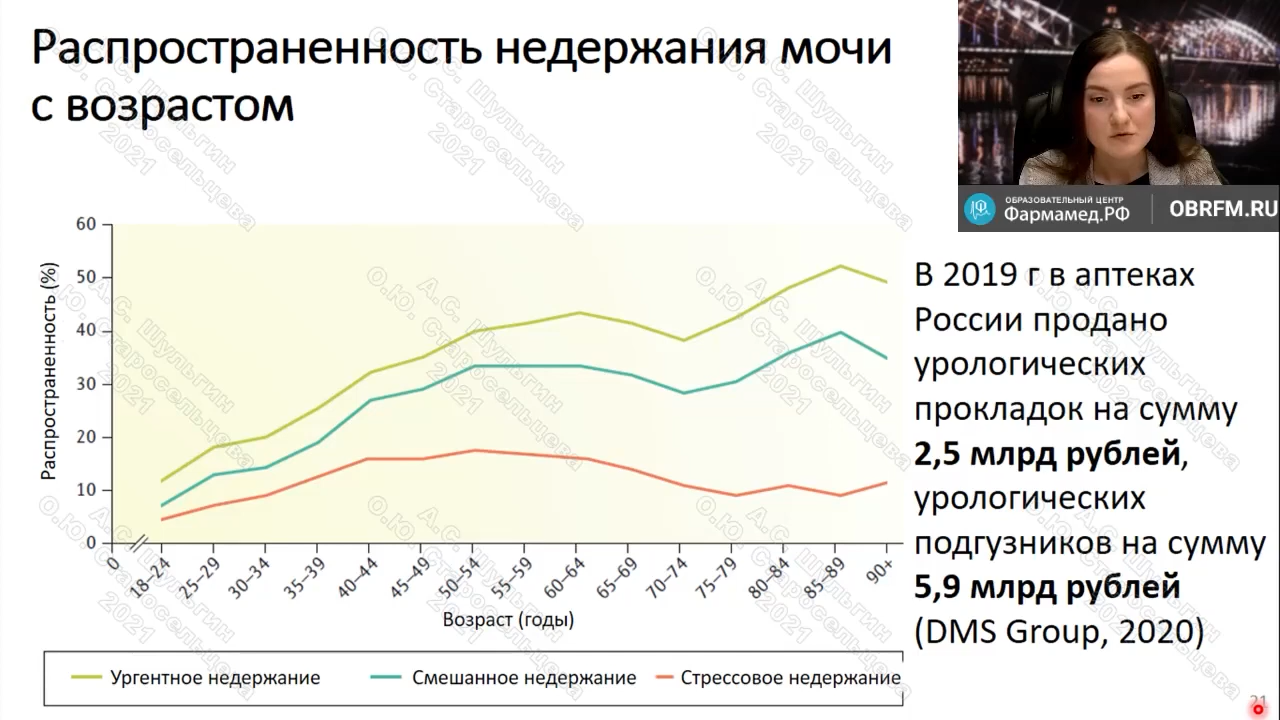 Распространенность недержания мочи
с возрастом
ОБРАЗОВАТЕЛЬНЫЙ ЦЕНТР
Фармамед.РФ
OBRFM.RU
Распространенность (%)
60
50
40
30
20
10
0
0
18–24
25–29
30–34
35–39
40–44
45–49
50–54
55–59
60–64
65–69
70–74
75–79
80–84
85–89
90+
Возраст (годы)
Ургентное недержание
Смешанное недержание
Стрессовое недержание
В 2019 г в аптеках
России продано
урологических
прокладок на сумму
2,5 млрд рублей,
урологических
подгузников на сумму
5,9 млрд рублей
(DMS Group, 2020)
21
А.С. Шульгин
О.Ю. Старосельцева
2021